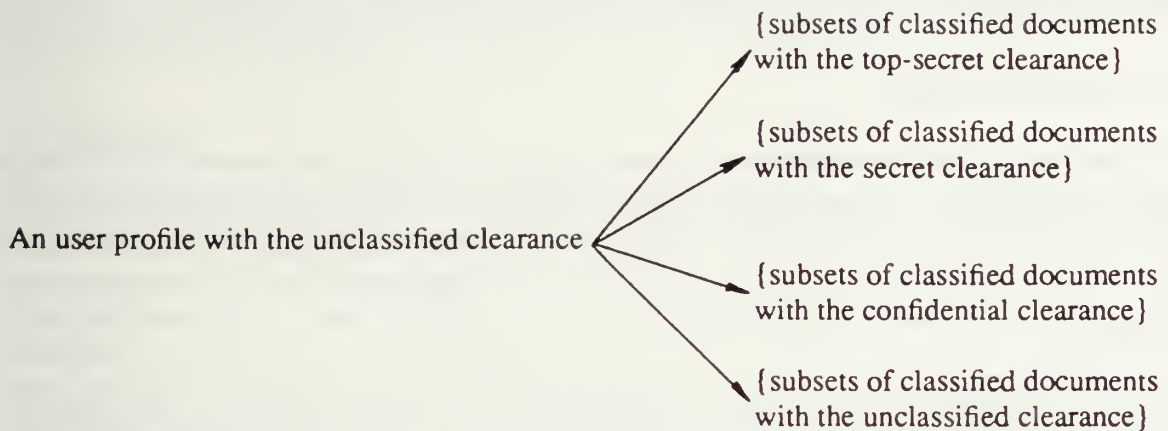 {subsets of classified documents
with the top-secret clearance}
{subsets of classified documents
with the secret clearance}
An user profile with the unclassified clearance
{subsets of classified documents
with the confidential clearance}
{subsets of classified documents
with the unclassified clearance}